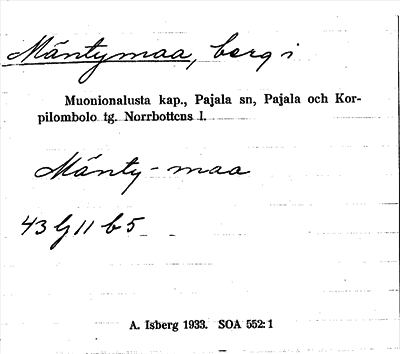 Mäntymaa, berg i
Muonionalusta kap., Pajala sn, Pajala och Kor-
pilombolo tg. Norrbottens l.
Mänty-maa
43 g 11 b 5
A. Isberg 1933. SOA 552:1